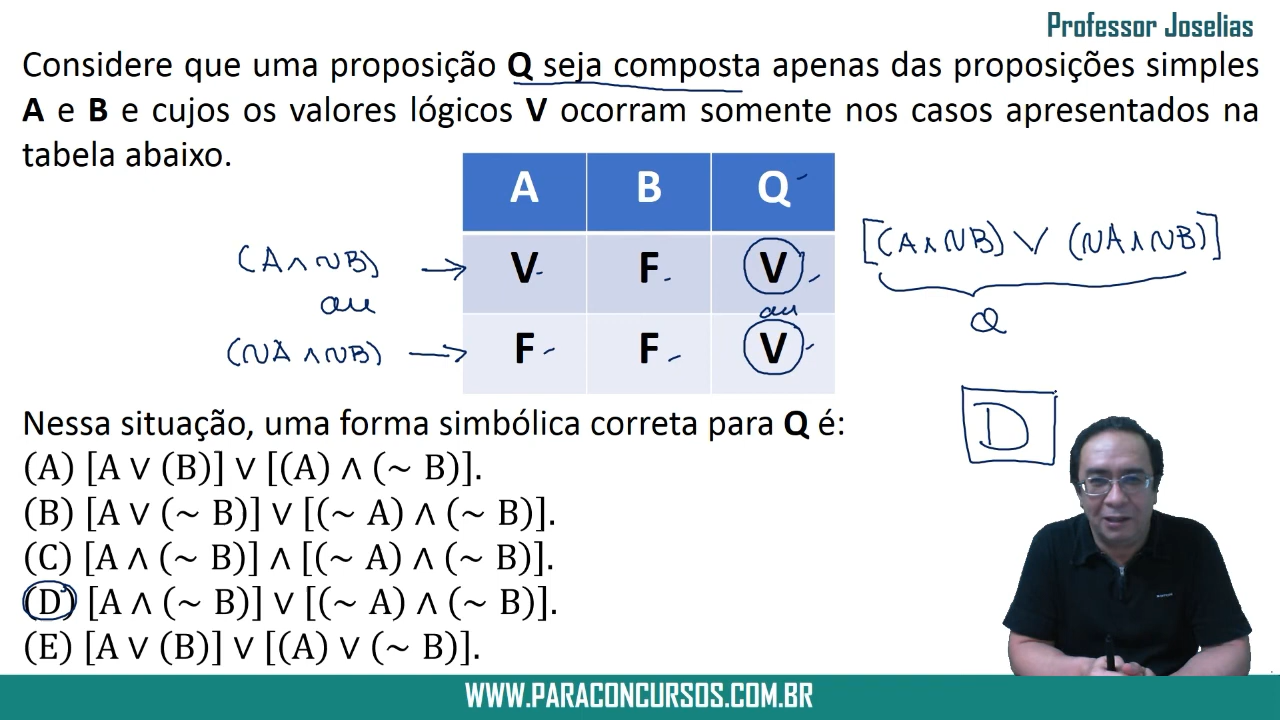 Professor Joselias
Considere que uma proposição Q seja composta apenas das proposições simples
A e B e cujos os valores lógicos V ocorram somente nos casos apresentados na
tabela abaixo.
A B Q
(A ∧ ~B) → V F V
ou ou
(~A ∧ ~B) → F F V
[(A ∧ ~B) ∨ (~A ∧ ~B)]
Q
D
Nessa situação, uma forma simbólica correta para Q é:
(A) [A ∨ (B)] ∨ [(A) ∧ (~ B)].
(B) [A ∨ (~ B)] ∨ [(~ A) ∧ (~ B)].
(C) [A ∧ (~ B)] ∧ [(~ A) ∧ (~ B)].
(D) [A ∧ (~ B)] ∨ [(~ A) ∧ (~ B)].
(E) [A ∨ (B)] ∨ [(A) ∨ (~ B)].
WWW.PARACONCURSOS.COM.BR